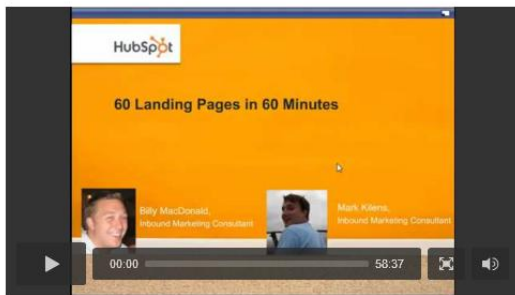 HubSpot
60 Landing Pages in 60 Minutes
Billy MacDonald,
Inbound Marketing Consultant
Mark Kilens,
Inbound Marketing Consultant
00:00
58:37